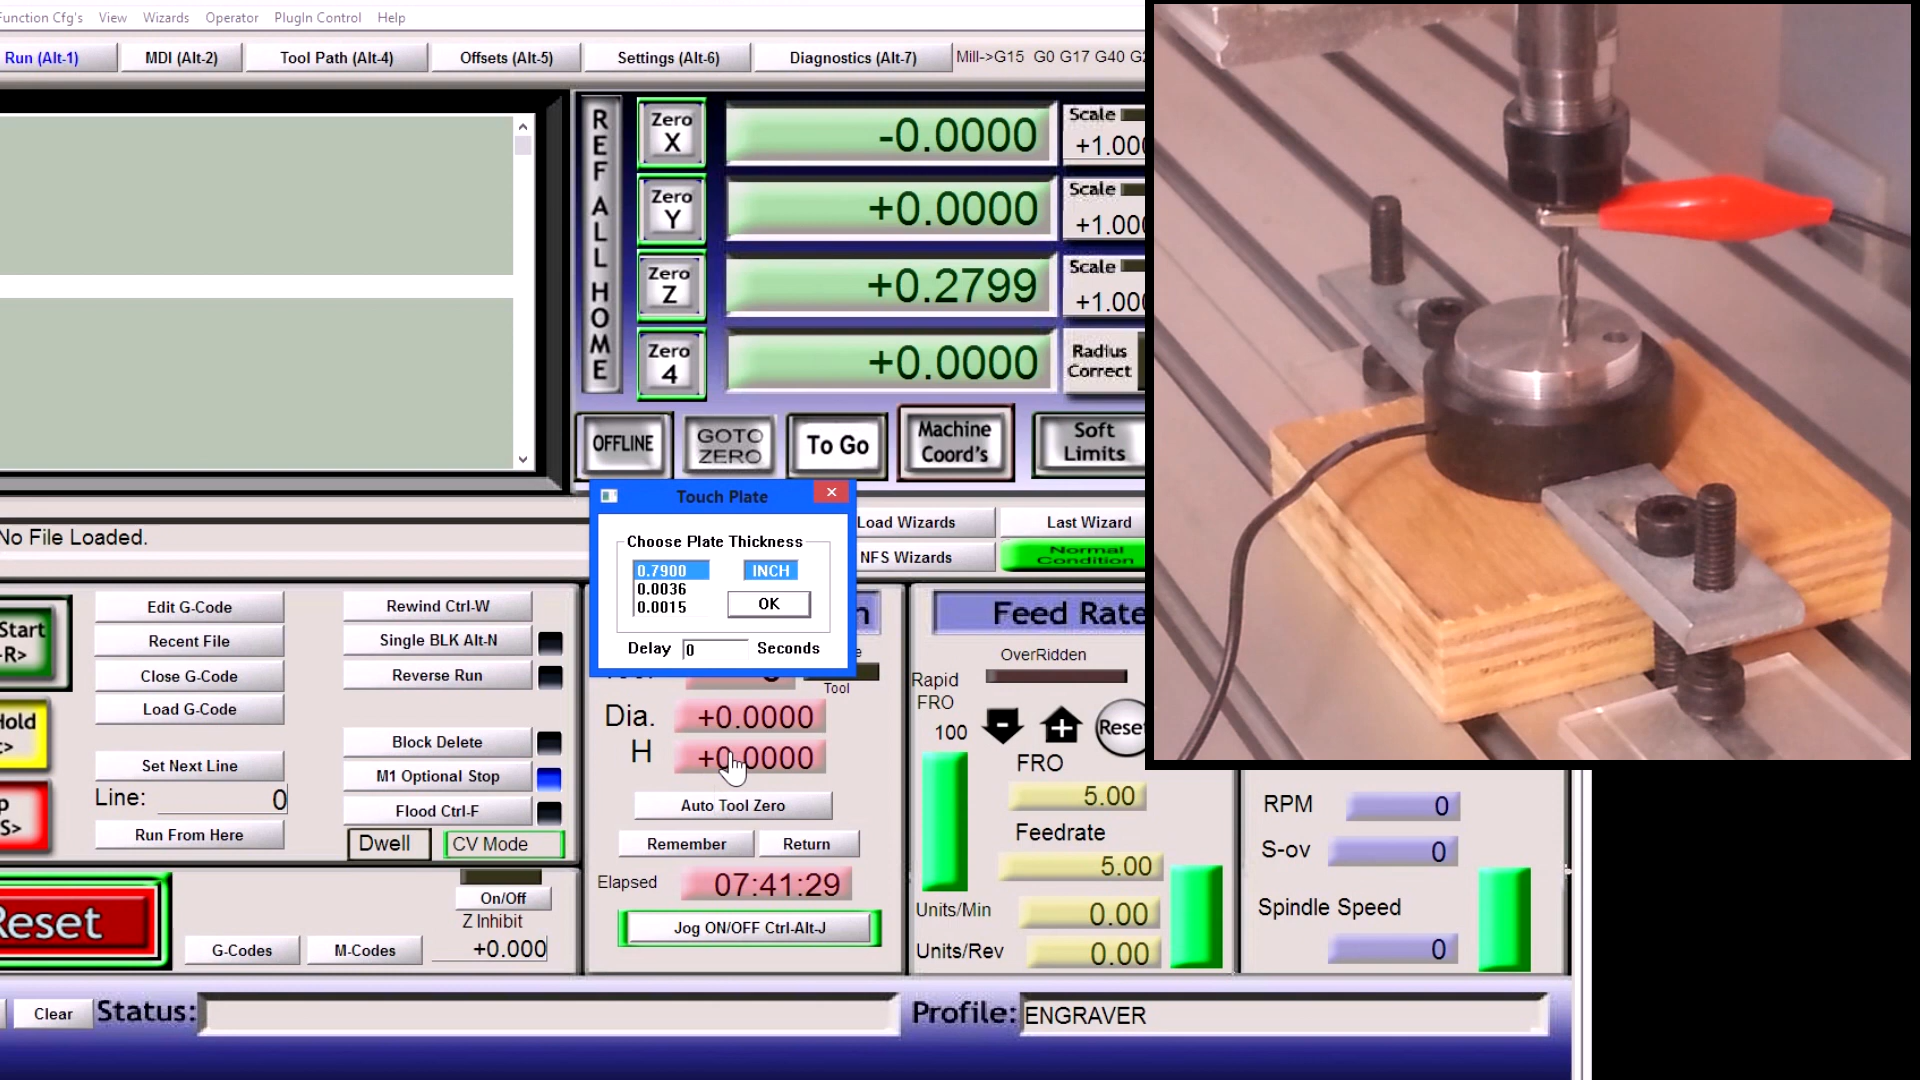 Function Cfg's View Wizards Operator PlugIn Control Help
Run (Alt-1) MDI (Alt-2) Tool Path (Alt-4) Offsets (Alt-5) Settings (Alt-6) Diagnostics (Alt-7) Mill->G15 G0 G17 G40
REF ALL HOME
Zero X -0.0000 Scale +1.000
Zero Y +0.0000 Scale +1.000
Zero Z +0.2799 Scale +1.000
Zero 4 +0.0000 Radius Correct
OFFLINE GOTO ZERO To Go Machine Coord's Soft Limits
Touch Plate
Choose Plate Thickness
0.7900 INCH
0.0036
0.0015 OK
Delay 0 Seconds
Load Wizards Last Wizard
NFS Wizards Normal Condition
No File Loaded.
Start
R>
Hold
>
S>
Edit G-Code
Recent File
Close G-Code
Load G-Code
Set Next Line
Line: 0
Run From Here
Rewind Ctrl-W
Single BLK Alt-N
Reverse Run
Block Delete
M1 Optional Stop
Flood Ctrl-F
Dwell CV Mode
Reset
G-Codes M-Codes
On/Off
Z Inhibit
+0.000
Tool
Dia. +0.0000
H +0.0000
Auto Tool Zero
Remember Return
Elapsed 07:41:29
Jog ON/OFF Ctrl-Alt-J
Feed Rate
OverRidden
Rapid FRO
100
Reset
FRO
5.00
Feedrate
5.00
Units/Min 0.00
Units/Rev 0.00
RPM 0
S-ov 0
Spindle Speed
0
Clear Status: Profile: ENGRAVER